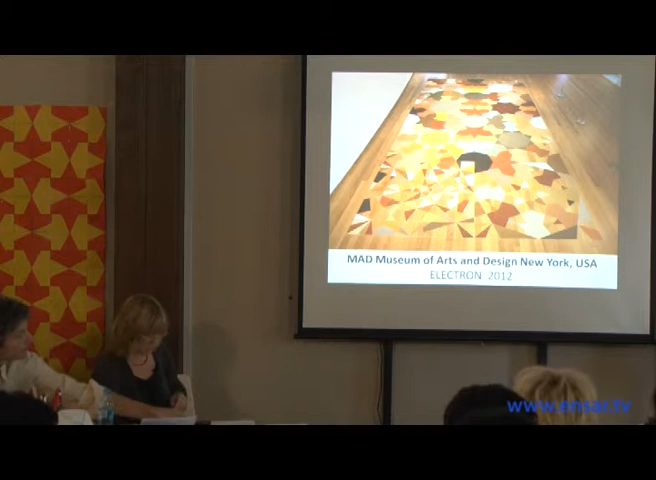 MAD Museum of Arts and Design New York, USA
ELECTRON 2012
www.ensar.tv